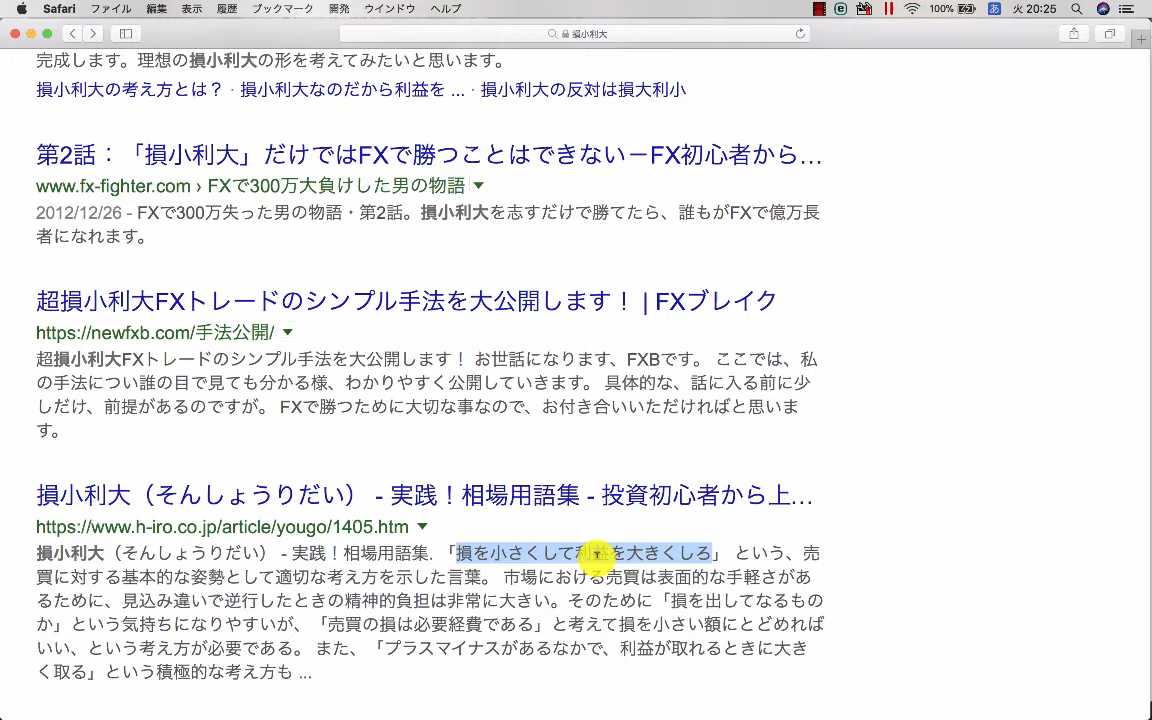 Safari ファイル 編集 表示 履歴 ブックマーク 開発 ウインドウ ヘルプ 100% あ 火 20:25
損小利大
完成します。理想の損小利大の形を考えてみたいと思います。
損小利大の考え方とは？ · 損小利大なのだから利益を ... · 損小利大の反対は損大利小
第2話：「損小利大」だけではFXで勝つことはできない－FX初心者から...
www.fx-fighter.com › FXで300万大負けした男の物語
2012/12/26 - FXで300万失った男の物語・第2話。損小利大を志すだけで勝てたら、誰もがFXで億万長
者になれます。
超損小利大FXトレードのシンプル手法を大公開します！ | FXブレイク
https://newfxb.com/手法公開/
超損小利大FXトレードのシンプル手法を大公開します！ お世話になります、FXBです。 ここでは、私
の手法につい誰の目で見ても分かる様、わかりやすく公開していきます。 具体的な、話に入る前に少
しだけ、前提があるのですが。 FXで勝つために大切な事なので、お付き合いいただければと思いま
す。
損小利大（そんしょうりだい） - 実践！相場用語集 - 投資初心者から上...
https://www.h-iro.co.jp/article/yougo/1405.htm
損小利大（そんしょうりだい） - 実践！相場用語集. 「損を小さくして利益を大きくしろ」 という、売
買に対する基本的な姿勢として適切な考え方を示した言葉。 市場における売買は表面的な手軽さがあ
るために、見込み違いで逆行したときの精神的負担は非常に大きい。そのために「損を出してなるもの
か」という気持ちになりやすいが、「売買の損は必要経費である」と考えて損を小さい額にとどめれば
いい、という考え方が必要である。 また、「プラスマイナスがあるなかで、利益が取れるときに大き
く取る」という積極的な考え方も ...